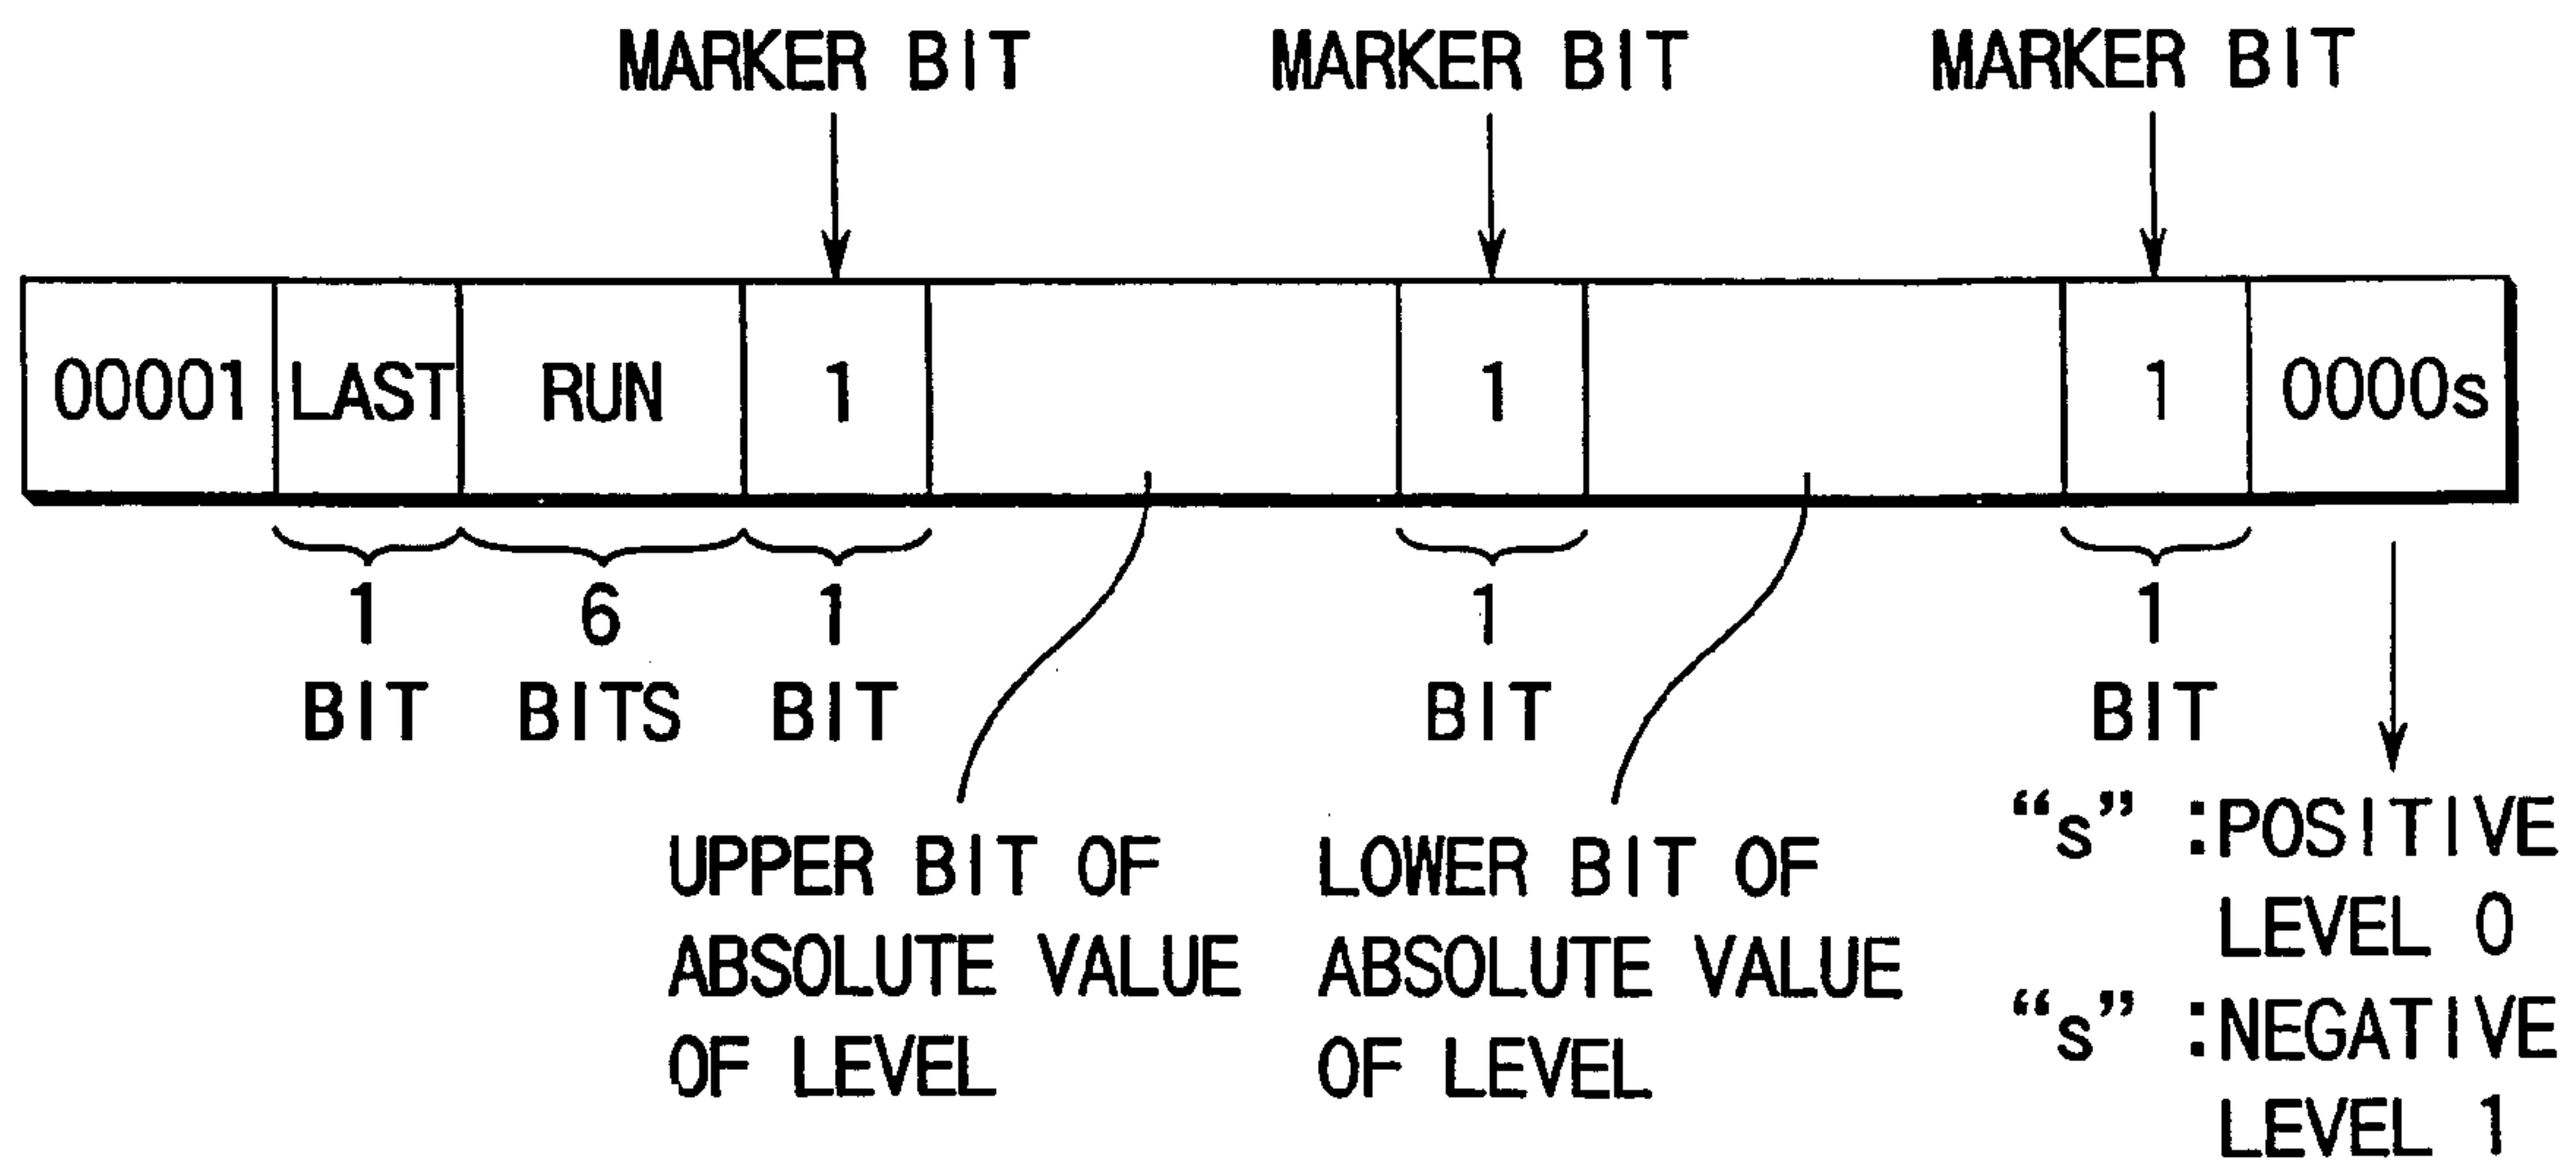 MARKER BIT MARKER BIT MARKER BIT
00001 LAST RUN 1 1 1 0000s
1 6 1 1 1
BIT BITS BIT BIT BIT
UPPER BIT OF
ABSOLUTE VALUE
OF LEVEL
LOWER BIT OF
ABSOLUTE VALUE
OF LEVEL
“s” :POSITIVE
LEVEL 0
“s” :NEGATIVE
LEVEL 1